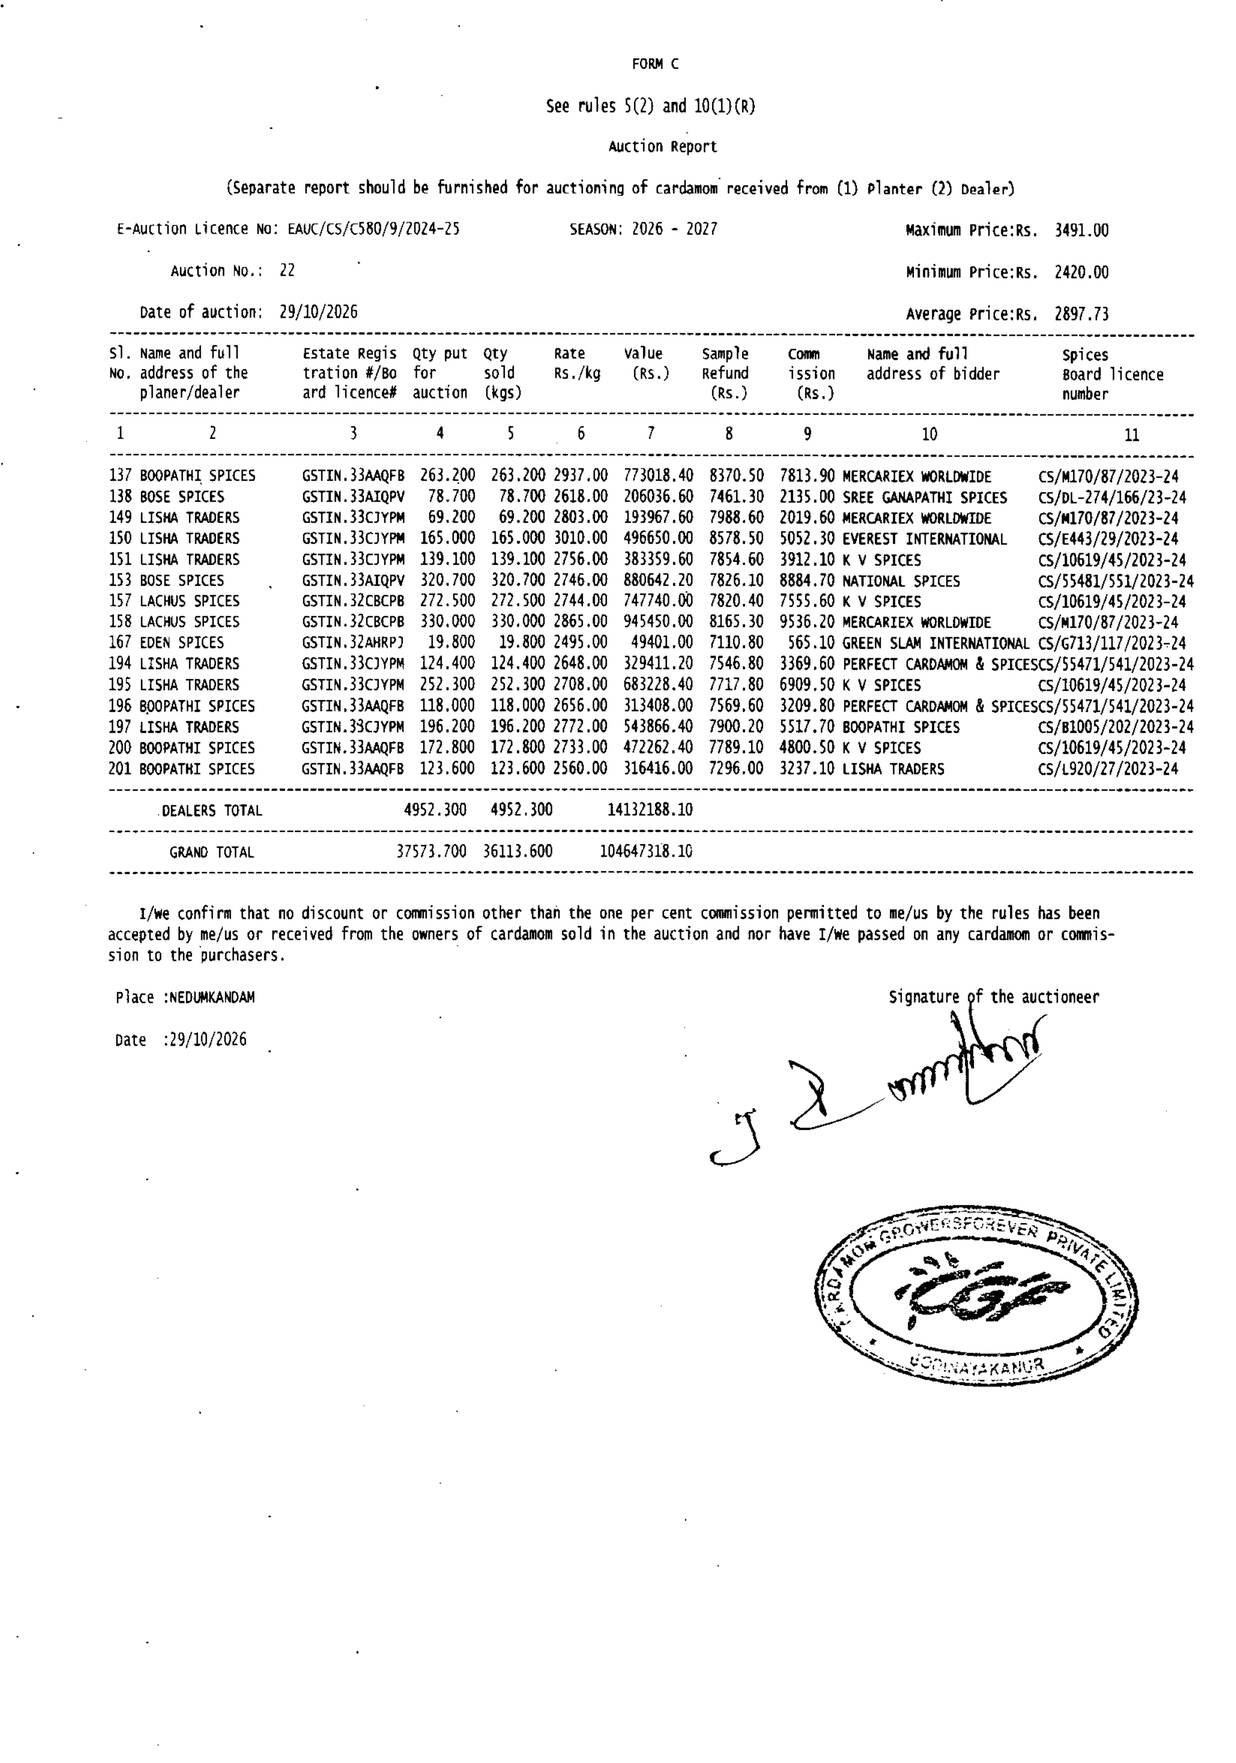 FORM C
See rules 5(2) and 10(1)(R)
Auction Report
(Separate report should be furnished for auctioning of cardamom received from (1) Planter (2) Dealer)
E-Auction Licence No: EAUC/CS/C580/9/2024-25 SEASON: 2026 - 2027 Maximum Price:Rs. 3491.00
Auction No.: 22 Minimum Price:Rs. 2420.00
Date of auction: 29/10/2026 Average Price:Rs. 2897.73
Sl. Name and full Estate Regis Qty put Qty Rate Value Sample Comm Name and full Spices
No. address of the tration #/Bo for sold Rs./kg (Rs.) Refund ission address of bidder Board licence
planer/dealer ard licence# auction (kgs) (Rs.) (Rs.) number
1 2 3 4 5 6 7 8 9 10 11
137 BOOPATHI SPICES GSTIN.33AAQFB 263.200 263.200 2937.00 773018.40 8370.50 7813.90 MERCARIEX WORLDWIDE CS/M170/87/2023-24
138 BOSE SPICES GSTIN.33AIQPV 78.700 78.700 2618.00 206036.60 7461.30 2135.00 SREE GANAPATHI SPICES CS/DL-274/166/23-24
149 LISHA TRADERS GSTIN.33CJYPM 69.200 69.200 2803.00 193967.60 7988.60 2019.60 MERCARIEX WORLDWIDE CS/M170/87/2023-24
150 LISHA TRADERS GSTIN.33CJYPM 165.000 165.000 3010.00 496650.00 8578.50 5052.30 EVEREST INTERNATIONAL CS/E443/29/2023-24
151 LISHA TRADERS GSTIN.33CJYPM 139.100 139.100 2756.00 383359.60 7854.60 3912.10 K V SPICES CS/10619/45/2023-24
153 BOSE SPICES GSTIN.33AIQPV 320.700 320.700 2746.00 880642.20 7826.10 8884.70 NATIONAL SPICES CS/55481/551/2023-24
157 LACHUS SPICES GSTIN.32CBCPB 272.500 272.500 2744.00 747740.00 7820.40 7555.60 K V SPICES CS/10619/45/2023-24
158 LACHUS SPICES GSTIN.32CBCPB 330.000 330.000 2865.00 945450.00 8165.30 9536.20 MERCARIEX WORLDWIDE CS/M170/87/2023-24
167 EDEN SPICES GSTIN.32AHRPJ 19.800 19.800 2495.00 49401.00 7110.80 565.10 GREEN SLAM INTERNATIONAL CS/G713/117/2023-24
194 LISHA TRADERS GSTIN.33CJYPM 124.400 124.400 2648.00 329411.20 7546.80 3369.60 PERFECT CARDAMOM & SPICESCS/55471/541/2023-24
195 LISHA TRADERS GSTIN.33CJYPM 252.300 252.300 2708.00 683228.40 7717.80 6909.50 K V SPICES CS/10619/45/2023-24
196 BOOPATHI SPICES GSTIN.33AAQFB 118.000 118.000 2656.00 313408.00 7569.60 3209.80 PERFECT CARDAMOM & SPICESCS/55471/541/2023-24
197 LISHA TRADERS GSTIN.33CJYPM 196.200 196.200 2772.00 543866.40 7900.20 5517.70 BOOPATHI SPICES CS/B1005/202/2023-24
200 BOOPATHI SPICES GSTIN.33AAQFB 172.800 172.800 2733.00 472262.40 7789.10 4800.50 K V SPICES CS/10619/45/2023-24
201 BOOPATHI SPICES GSTIN.33AAQFB 123.600 123.600 2560.00 316416.00 7296.00 3237.10 LISHA TRADERS CS/L920/27/2023-24
DEALERS TOTAL 4952.300 4952.300 14132188.10
GRAND TOTAL 37573.700 36113.600 104647318.10
I/we confirm that no discount or commission other than the one per cent commission permitted to me/us by the rules has been
accepted by me/us or received from the owners of cardamom sold in the auction and nor have I/we passed on any cardamom or commis-
sion to the purchasers.
Place :NEDUMKANDAM Signature of the auctioneer
Date :29/10/2026
CARDAMOM GROWERSFOREVER PRIVATE LIMITED
CGF
BODINAYAKANUR